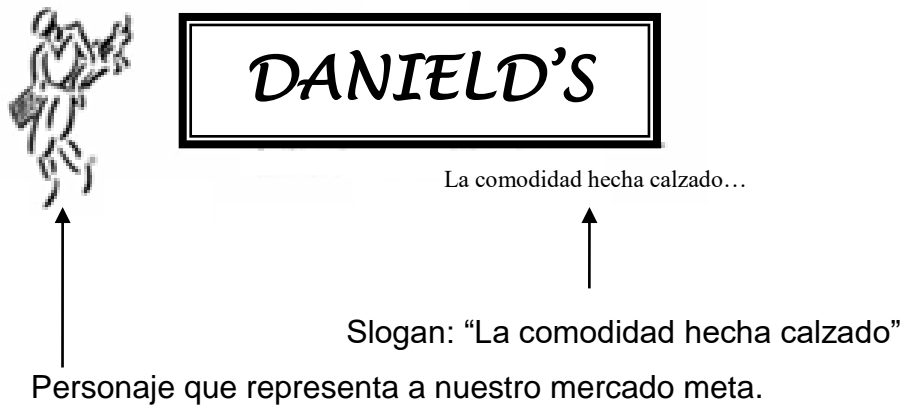 DANIELD’S
La comodidad hecha calzado…
Slogan: “La comodidad hecha calzado”
Personaje que representa a nuestro mercado meta.